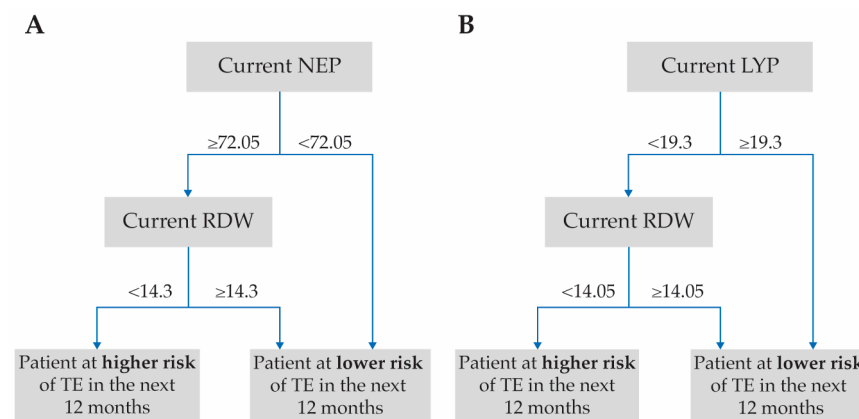 A
Current NEP
≥72.05 <72.05
Current RDW
<14.3 ≥14.3
Patient at higher risk
of TE in the next
12 months
Patient at lower risk
of TE in the next
12 months
B
Current LYP
<19.3 ≥19.3
Current RDW
<14.05 ≥14.05
Patient at higher risk
of TE in the next
12 months
Patient at lower risk
of TE in the next
12 months